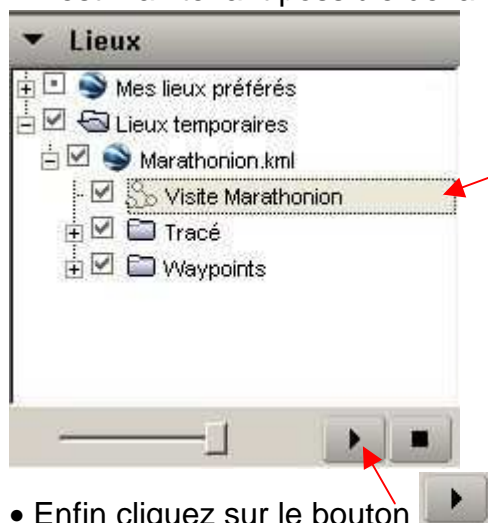 Lieux
Mes lieux préférés
Lieux temporaires
Marathonion.kml
Visite Marathonion
Tracé
Waypoints
• Enfin cliquez sur le bouton